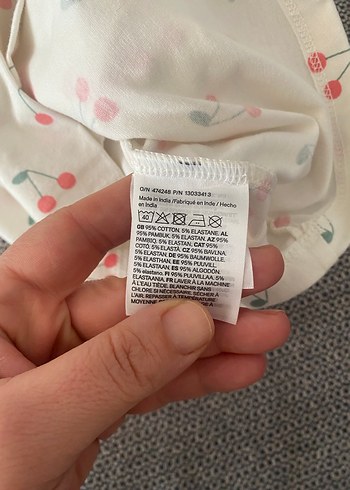 O/N 474248 P/N 13033413
Made in India /Fabriqué en Inde / Hecho
en India
40
GB 95% COTTON, 5% ELASTANE. AL
95% PAMBUK, 5% ELASTAN. AZ 95%
PAMBIQ, 5% ELASTAN. CAT 95%
COTÓ, 5% ELASTÀ. CZ 95% BAVLNA,
5% ELASTAN. DE 95% BAUMWOLLE,
5% ELASTHAN. EE 95% PUUVILL,
5% ELASTAAN. ES 95% ALGODÓN,
5% elastano. FI 95% PUUVILLAA, 5%
ELASTAANIA. FR LAVER À LA MACHINE
À L'EAU TIÈDE. BLANCHIR SANS
CHLORE SI NÉCESSAIRE. SÉCHER À
L'AIR. REPASSER À TEMPÉRATURE
MOYENNE